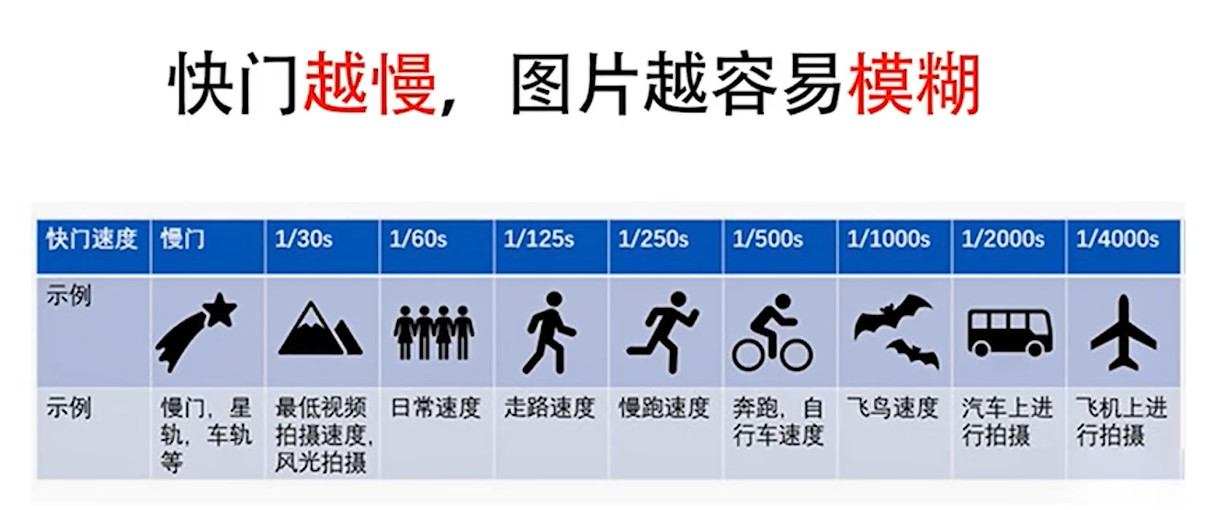 快门越慢，图片越容易模糊
快门速度 慢门 1/30s 1/60s 1/125s 1/250s 1/500s 1/1000s 1/2000s 1/4000s
示例
示例 慢门，星 最低视频 日常速度 走路速度 慢跑速度 奔跑，自 飞鸟速度 汽车上进 飞机上进
轨，车轨 拍摄速度, 行车速度 行拍摄 行拍摄
等 风光拍摄